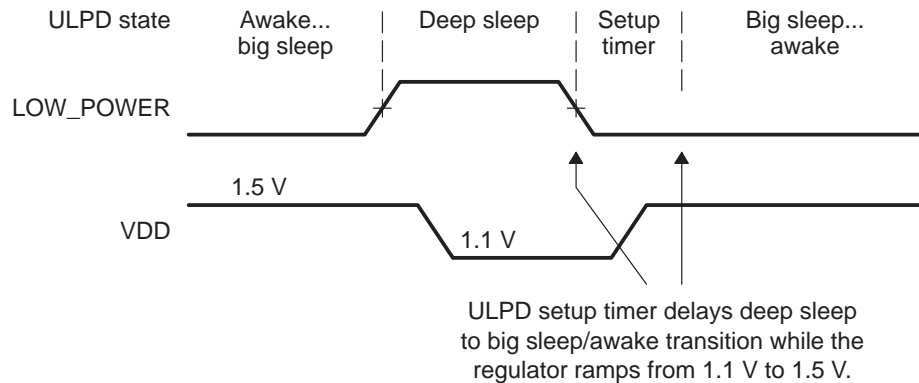 ULPD state
Awake...
big sleep
Deep sleep
Setup
timer
Big sleep...
awake
LOW_POWER
1.5 V
VDD
1.1 V
ULPD setup timer delays deep sleep
to big sleep/awake transition while the
regulator ramps from 1.1 V to 1.5 V.